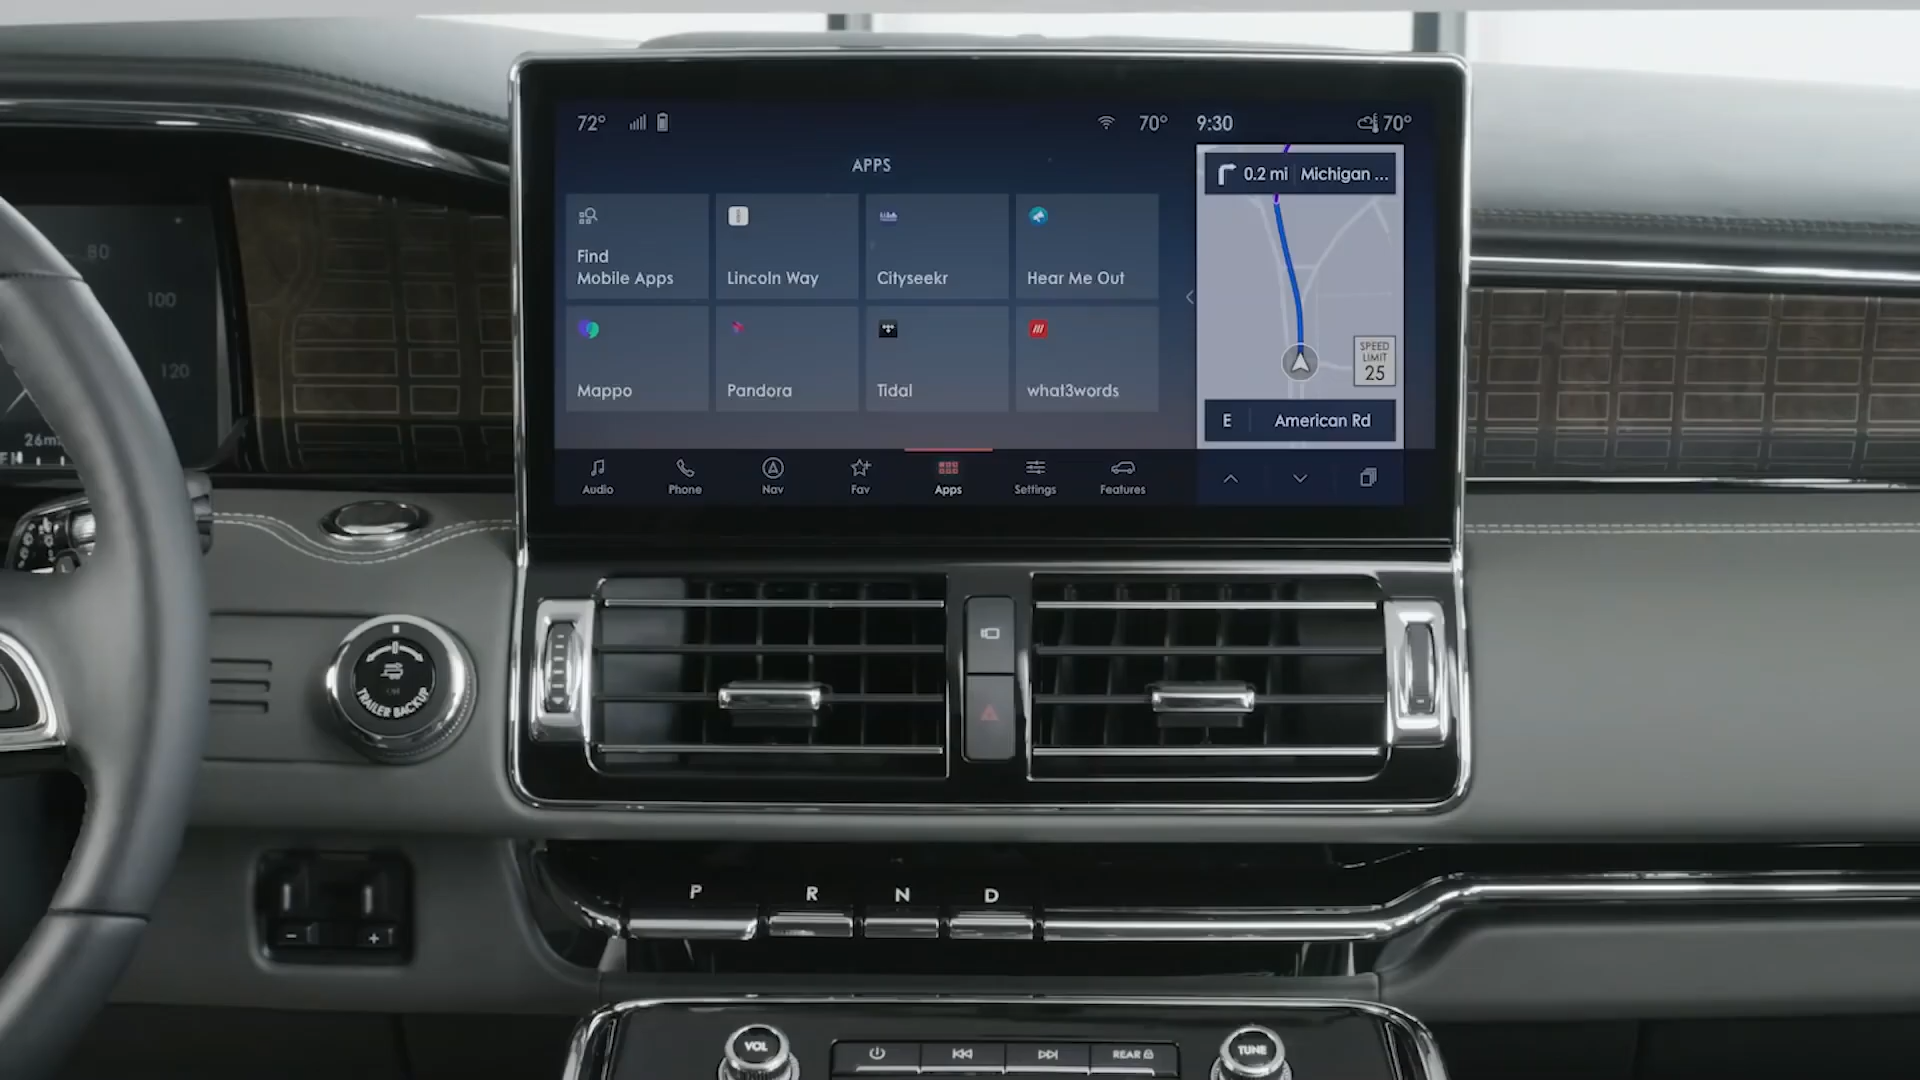 72°
70°
9:30
70°
APPS
0.2 mi Michigan ...
Find
Mobile Apps
Lincoln Way
Cityseekr
Hear Me Out
Mappo
Pandora
Tidal
what3words
SPEED
LIMIT
25
E American Rd
Audio
Phone
Nav
Fav
Apps
Settings
Features
80
100
120
26m
TRAILER BACKUP
P R N D
- +
VOL
REAR
TUNE